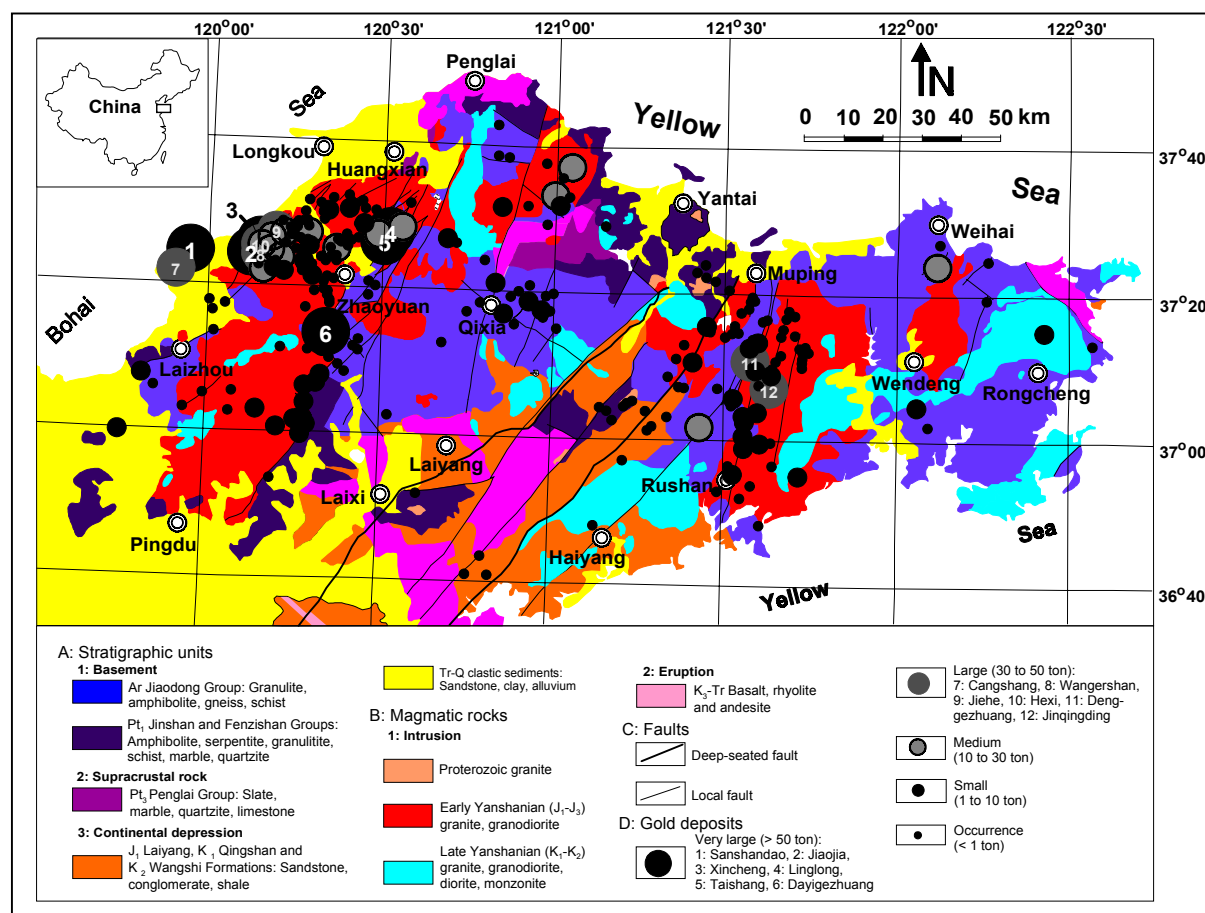 120°00' 120°30' 121°00' 121°30' 122°00' 122°30'
China
Penglai
Sea
N
Yellow
0 10 20 30 40 50 km
Longkou
Huangxian
37°40'
Yantai
Sea
3
9
Weihai
1
2
10
8
4
5
7
Muping
Zhaoyuan
Bohai
Qixia
37°20'
6
Laizhou
11
12
Wendeng
Rongcheng
Laiyang
37°00'
Laixi
Rushan
Pingdu
Haiyang
Sea
Yellow
36°40'
A: Stratigraphic units
1: Basement
Ar Jiaodong Group: Granulite,
amphibolite, gneiss, schist
Pt₁ Jinshan and Fenzishan Groups:
Amphibolite, serpentite, granulitite,
schist, marble, quartzite
2: Supracrustal rock
Pt₃ Penglai Group: Slate,
marble, quartzite, limestone
3: Continental depression
J₁ Laiyang, K₁ Qingshan and
K₂ Wangshi Formations: Sandstone,
conglomerate, shale
Tr-Q clastic sediments:
Sandstone, clay, alluvium
B: Magmatic rocks
1: Intrusion
Proterozoic granite
Early Yanshanian (J₁-J₃)
granite, granodiorite
Late Yanshanian (K₁-K₂)
granite, granodiorite,
diorite, monzonite
2: Eruption
K₃-Tr Basalt, rhyolite
and andesite
C: Faults
Deep-seated fault
Local fault
D: Gold deposits
Very large (> 50 ton):
1: Sanshandao, 2: Jiaojia,
3: Xincheng, 4: Linglong,
5: Taishang, 6: Dayigezhuang
Large (30 to 50 ton):
7: Cangshang, 8: Wangershan,
9: Jiehe, 10: Hexi, 11: Deng-
gezhuang, 12: Jinqingding
7
Medium
(10 to 30 ton)
Small
(1 to 10 ton)
Occurrence
(< 1 ton)